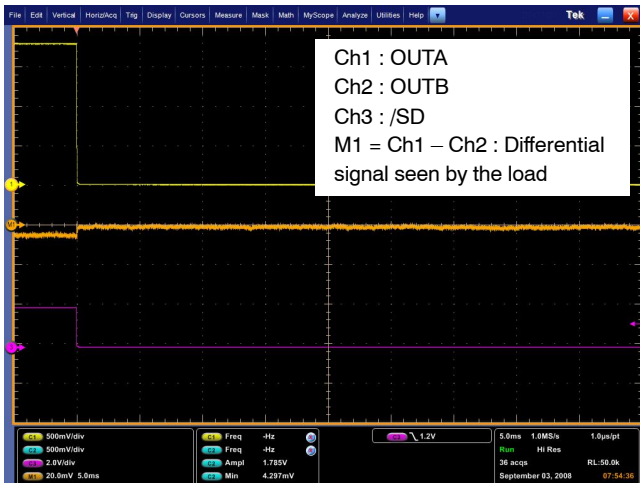 File Edit Vertical Horiz/Acq Trig Display Cursors Measure Mask Math MyScope Analyze Utilities Help Tek
Ch1 : OUTA
Ch2 : OUTB
Ch3 : /SD
M1 = Ch1 – Ch2 : Differential
signal seen by the load
1
M1
C1 500mV/div
C2 500mV/div
C3 2.0V/div
M1 20.0mV 5.0ms
C1 Freq -Hz
C2 Freq -Hz
C2 Ampl 1.785V
C2 Min 4.297mV
C3 1.2V
5.0ms 1.0MS/s 1.0µs/pt
Run Hi Res
36 acqs RL:50.0k
September 03, 2008 07:54:36